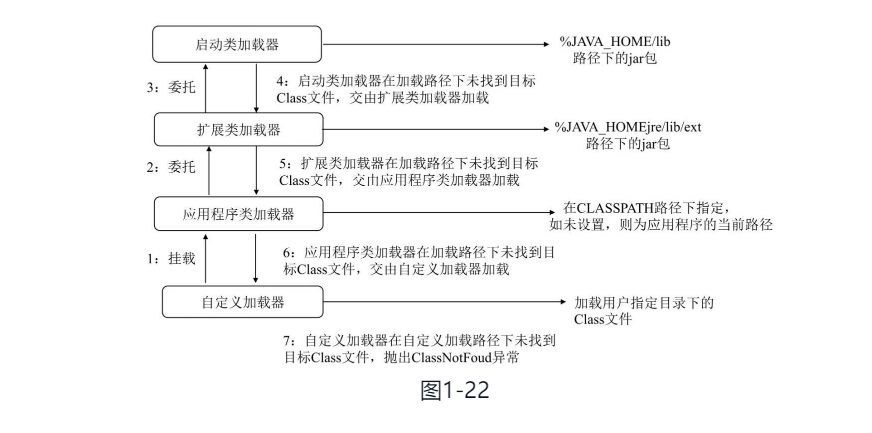 启动类加载器
%JAVA_HOME/lib
路径下的jar包
3：委托
4：启动类加载器在加载路径下未找到目标
Class文件，交由扩展类加载器加载
扩展类加载器
%JAVA_HOMEjre/lib/ext
路径下的jar包
2：委托
5：扩展类加载器在加载路径下未找到目标
Class文件，交由应用程序类加载器加载
应用程序类加载器
在CLASSPATH路径下指定，
如未设置，则为应用程序的当前路径
1：挂载
6：应用程序类加载器在加载路径下未找到目
标Class文件，交由自定义加载器加载
自定义加载器
加载用户指定目录下的
Class文件
7：自定义加载器在自定义加载路径下未找到
目标Class文件，抛出ClassNotFoud异常
图1-22